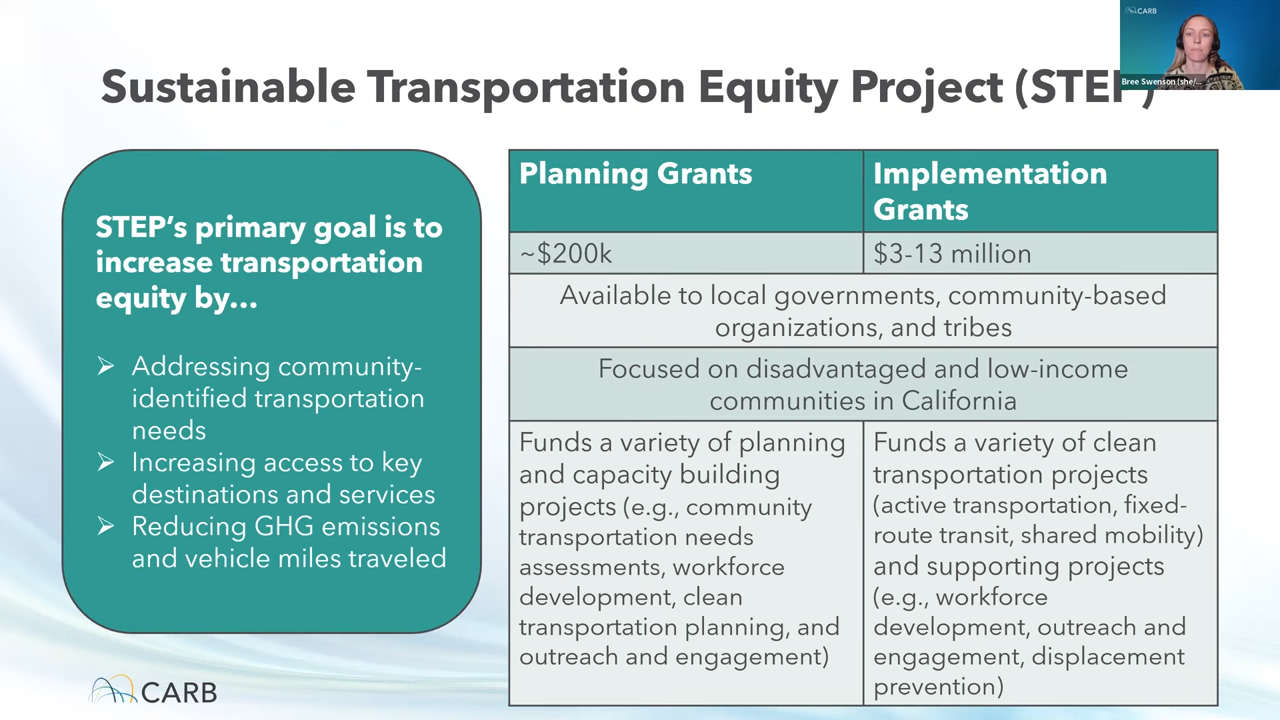 CARB
Bree Swenson (she/...
Sustainable Transportation Equity Project (STEP)
STEP's primary goal is to
increase transportation
equity by...
➢ Addressing community-
identified transportation
needs
➢ Increasing access to key
destinations and services
➢ Reducing GHG emissions
and vehicle miles traveled
Planning Grants
Implementation
Grants
~$200k
$3-13 million
Available to local governments, community-based
organizations, and tribes
Focused on disadvantaged and low-income
communities in California
Funds a variety of planning
and capacity building
projects (e.g., community
transportation needs
assessments, workforce
development, clean
transportation planning, and
outreach and engagement)
Funds a variety of clean
transportation projects
(active transportation, fixed-
route transit, shared mobility)
and supporting projects
(e.g., workforce
development, outreach and
engagement, displacement
prevention)
CARB